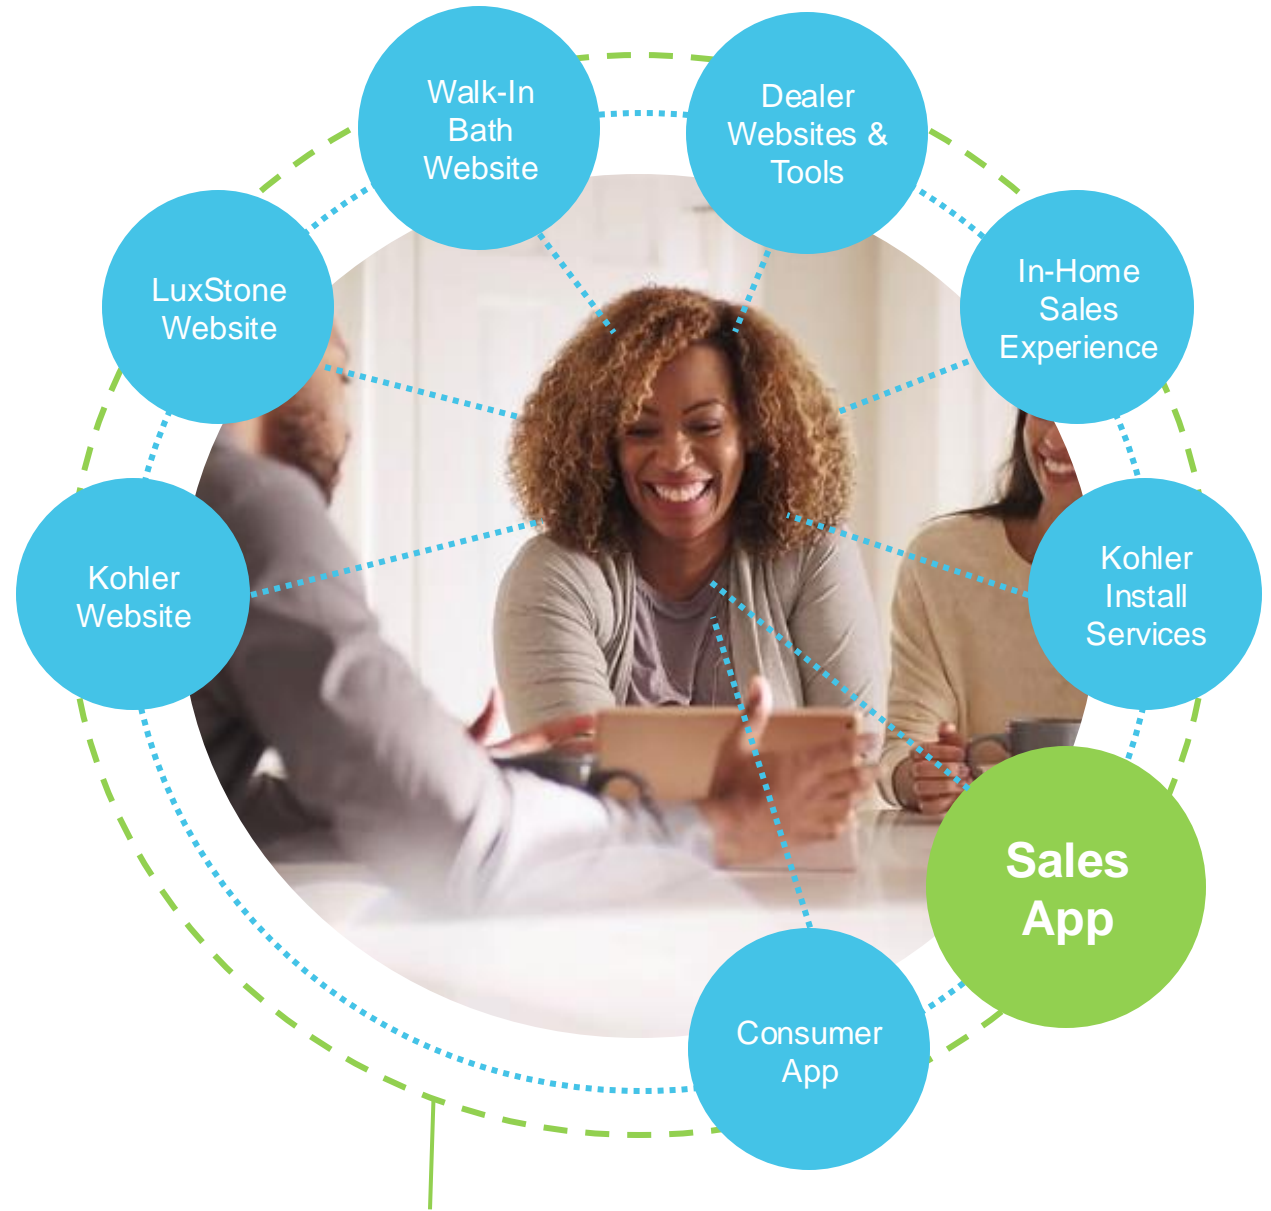 Walk-In
Bath
Website
Dealer
Websites &
Tools
LuxStone
Website
In-Home
Sales
Experience
Kohler
Website
Kohler
Install
Services
Sales
App
Consumer
App